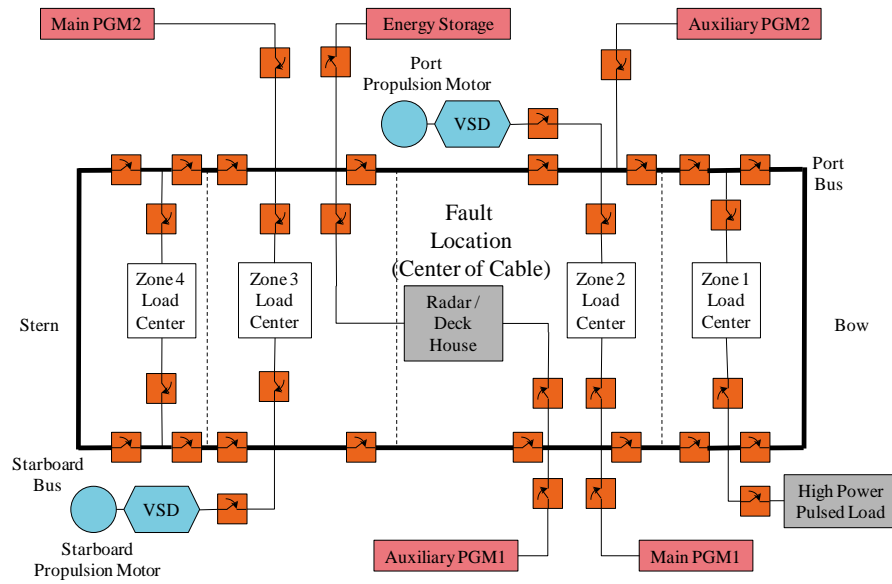 Main PGM2
Energy Storage
Auxiliary PGM2
Port
Propulsion Motor
VSD
Port
Bus
Fault
Location
(Center of Cable)
Zone 4
Load
Center
Zone 3
Load
Center
Radar /
Deck
House
Zone 2
Load
Center
Zone 1
Load
Center
Stern
Bow
Starboard
Bus
VSD
Starboard
Propulsion Motor
High Power
Pulsed Load
Auxiliary PGM1
Main PGM1